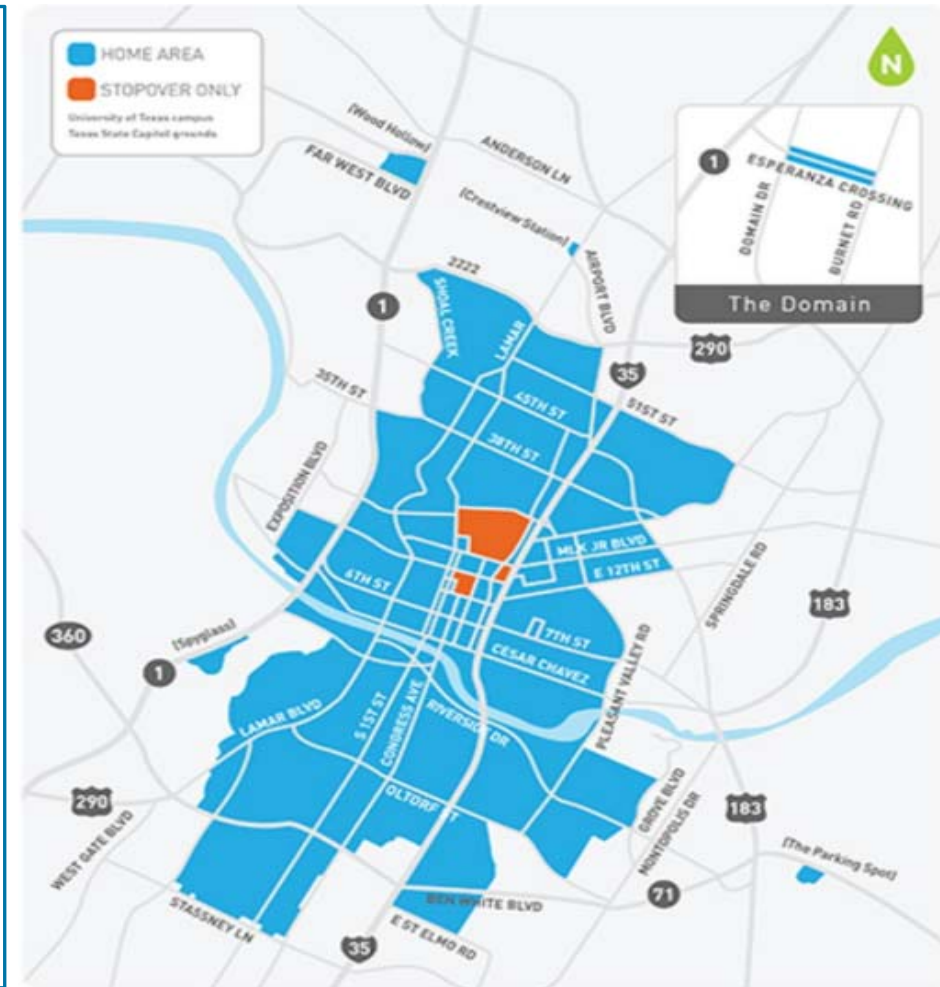 HOME AREA
STOPOVER ONLY
University of Texas campus
Texas State Capitol grounds
N
[Wood Hollow]
FAR WEST BLVD
ANDERSON LN
[Crestview Station]
AIRPORT BLVD
1
ESPERANZA CROSSING
DOMAIN DR
BURNET RD
The Domain
2222
SHOAL CREEK
LAMAR
1
290
35
35TH ST
45TH ST
51ST ST
38TH ST
EXPOSITION BLVD
MLK JR BLVD
E 12TH ST
SPRINGDALE RD
183
6TH ST
7TH ST
CESAR CHAVEZ
PLEASANT VALLEY RD
360
[Spyglass]
1
LAMAR BLVD
S 1ST ST
CONGRESS AVE
RIVERSIDE DR
290
WEST GATE BLVD
GROVE BLVD
MONTOPOLIS DR
183
[The Parking Spot]
71
BEN WHITE BLVD
STASSNEY LN
35
E ST ELMO RD